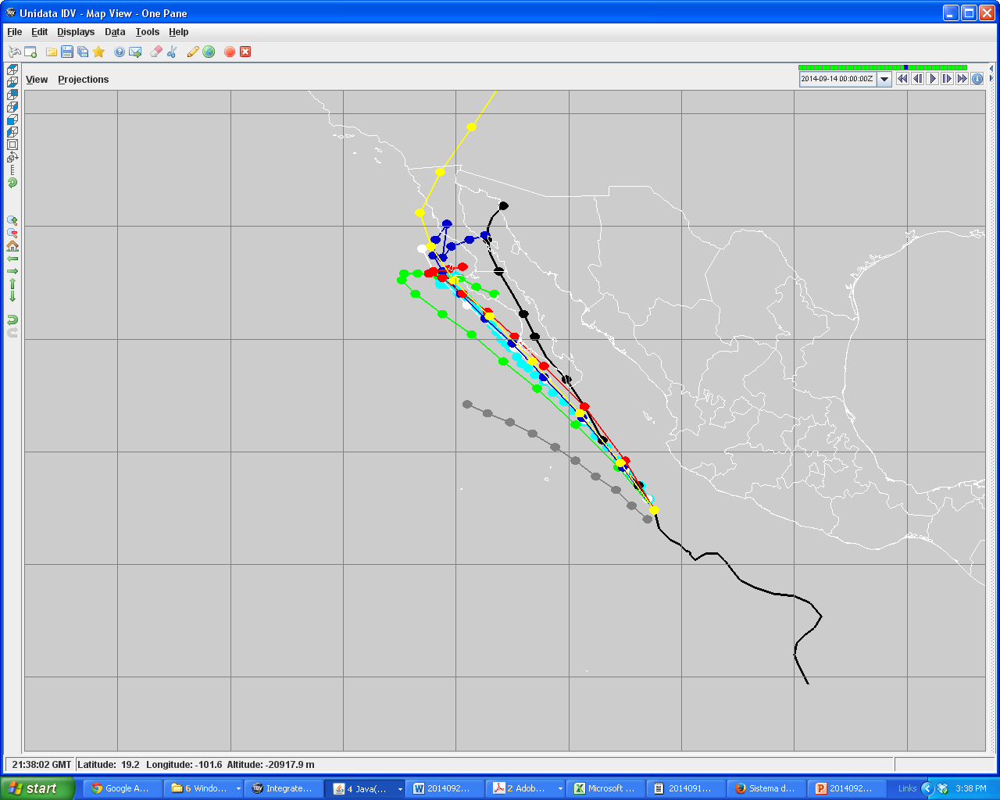 Unidata IDV - Map View - One Pane
File Edit Displays Data Tools Help
View Projections
2014-09-14 00:00:00Z
21:38:02 GMT Latitude: 19.2 Longitude: -101.6 Altitude: -20917.9 m
start
Google A...
6 Windo...
Integrate...
4 Java(...
2014092...
2 Adob...
Microsoft ...
2014091...
Sistema d...
2014092...
Links
3:38 PM